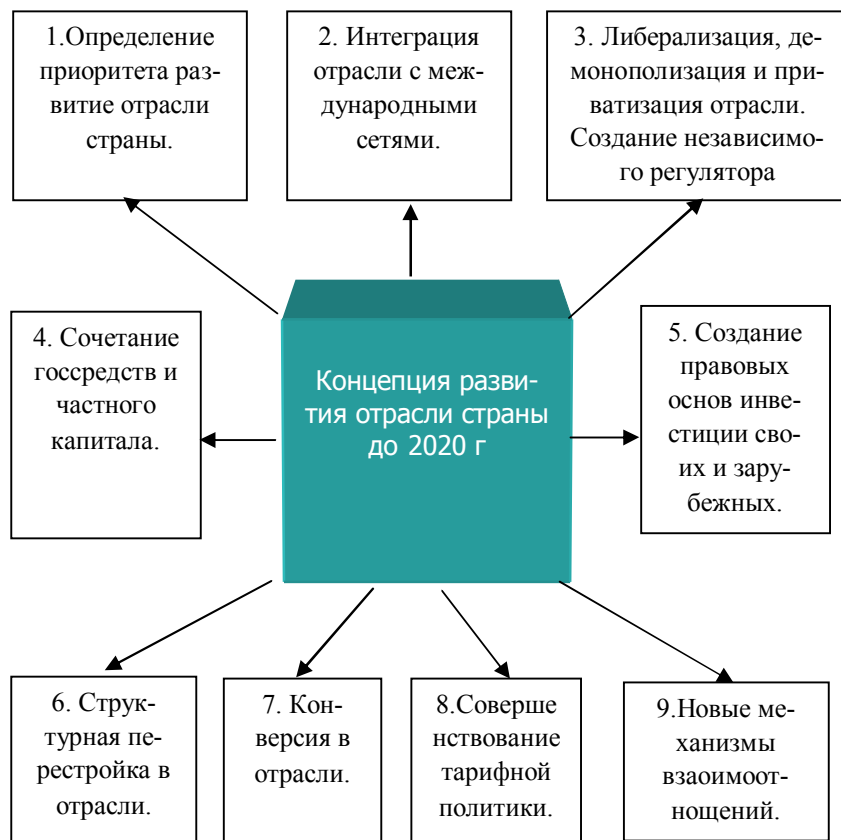 1.Определение
приоритета раз-
витие отрасли
страны.
2. Интеграция
отрасли с меж-
дународными
сетями.
3. Либерализация, де-
монополизация и при-
ватизация отрасли.
Создание независимо-
го регулятора
4. Сочетание
госсредств и
частного
капитала.
Концепция разви-
тия отрасли страны
до 2020 г
5. Создание
правовых
основ инве-
стиции сво-
их и зару-
бежных.
6. Струк-
турная пе-
рестройка в
отрасли.
7. Кон-
версия в
отрасли.
8.Соверше
нствование
тарифной
политики.
9.Новые ме-
ханизмы
взаоимоот-
нощений.